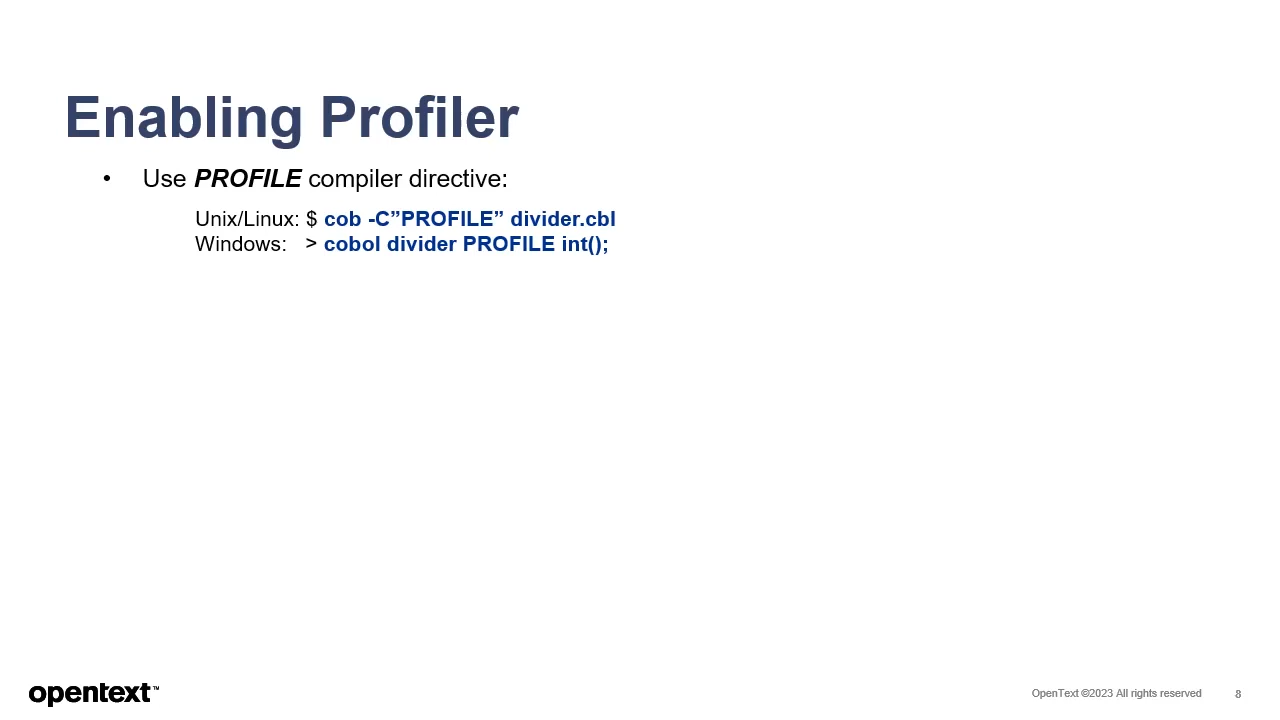 Enabling Profiler
• Use PROFILE compiler directive:
Unix/Linux: $ cob -C”PROFILE” divider.cbl
Windows: > cobol divider PROFILE int();
opentext™
OpenText ©2023 All rights reserved
8